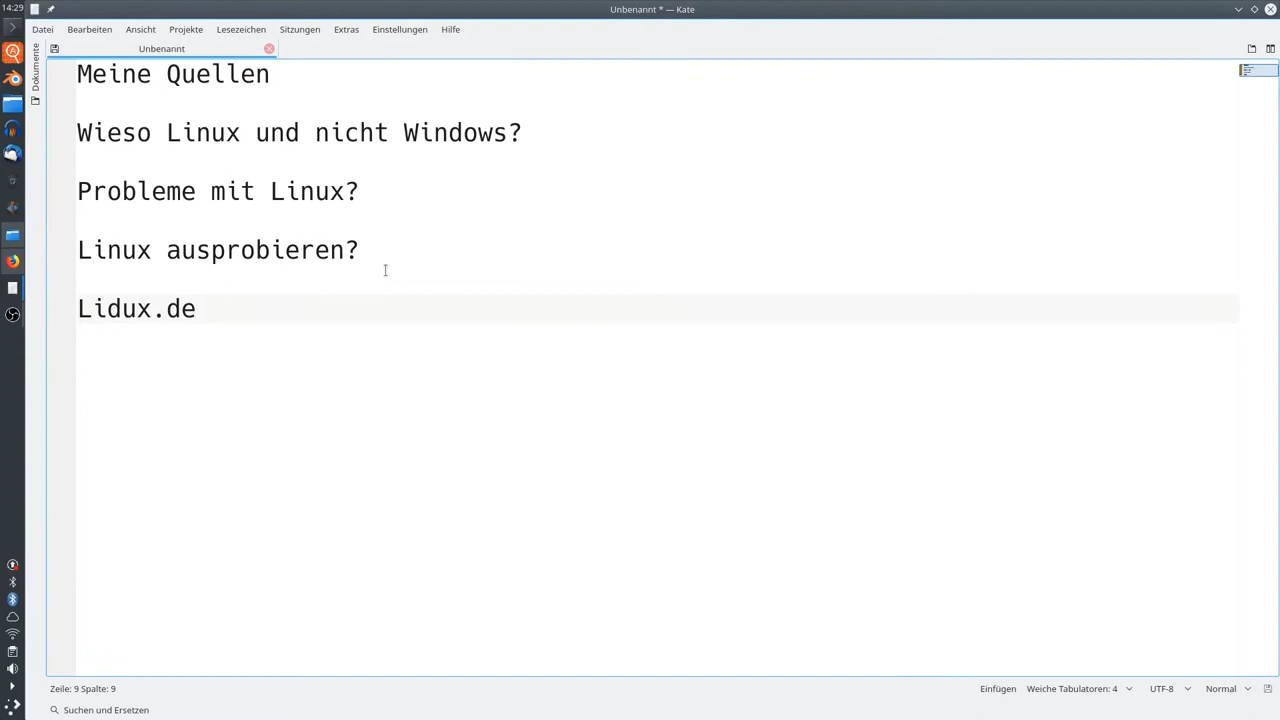 14:29
Unbenannt * — Kate
Datei Bearbeiten Ansicht Projekte Lesezeichen Sitzungen Extras Einstellungen Hilfe
Dokumente
Unbenannt
Meine Quellen
Wieso Linux und nicht Windows?
Probleme mit Linux?
Linux ausprobieren?
Lidux.de
Zeile: 9 Spalte: 9 Einfügen Weiche Tabulatoren: 4 UTF-8 Normal
Suchen und Ersetzen